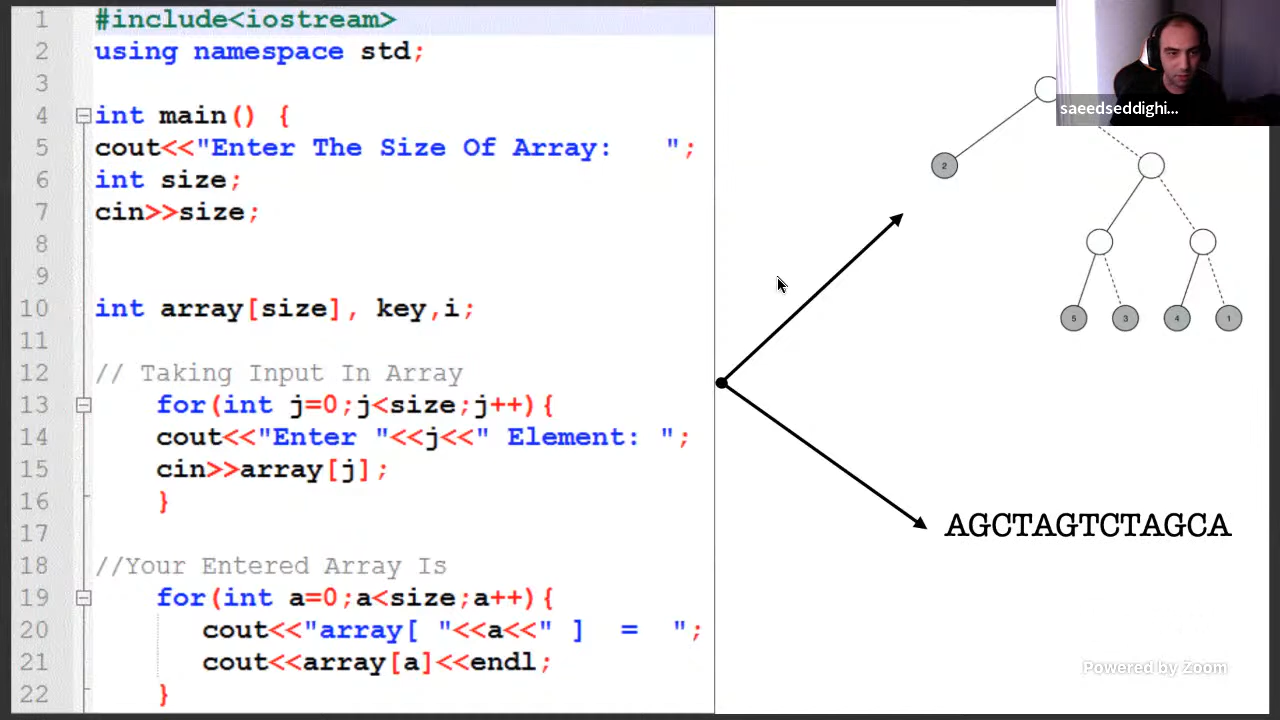 1 #include<iostream>
2 using namespace std;
3
4 int main() {
5 cout<<"Enter The Size Of Array:   ";
6 int size;
7 cin>>size;
8
9
10 int array[size], key,i;
11
12 // Taking Input In Array
13 for(int j=0;j<size;j++){
14 cout<<"Enter "<<j<<" Element: ";
15 cin>>array[j];
16 }
17
18 //Your Entered Array Is
19 for(int a=0;a<size;a++){
20 cout<<"array[ "<<a<<" ]  =  ";
21 cout<<array[a]<<endl;
22 }
saeedseddighi...
2
5 3 4 1
AGCTAGTCTAGCA
Powered by Zoom